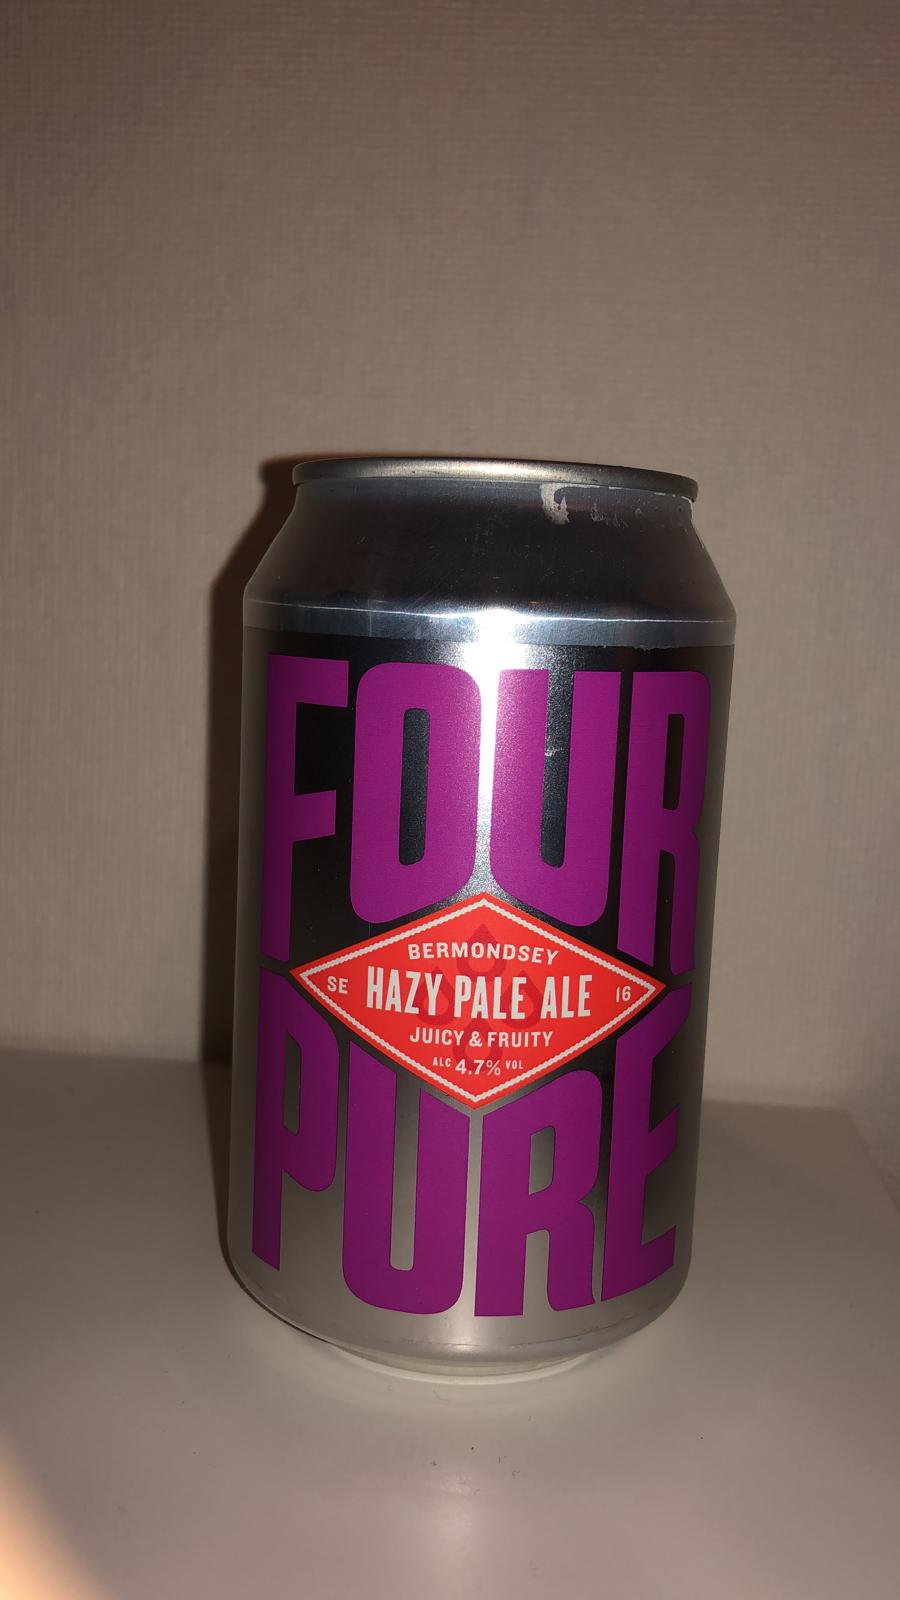 FOUR
BERMONDSEY
SE HAZY PALE ALE 16
JUICY & FRUITY
ALC 4.7% VOL
PURE